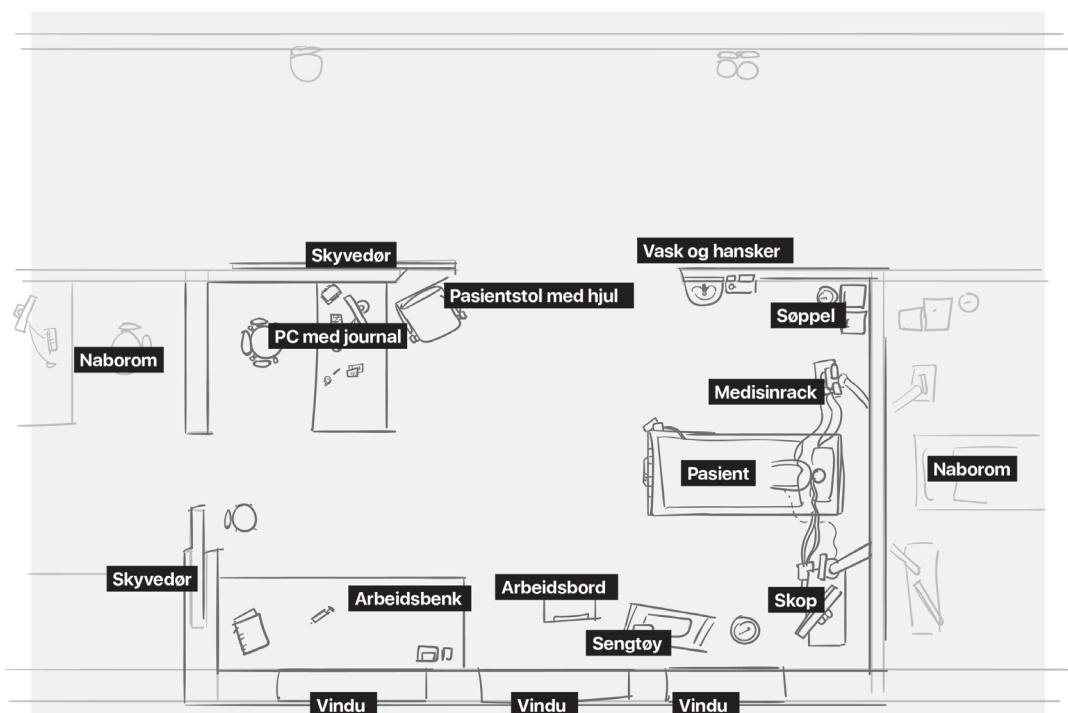 Skyvedør
Vask og hansker
Pasientstol med hjul
Søppel
PC med journal
Naborom
Medisinrack
Pasient
Naborom
Skyvedør
Arbeidsbenk
Arbeidsbord
Skop
Sengtøy
Vindu
Vindu
Vindu